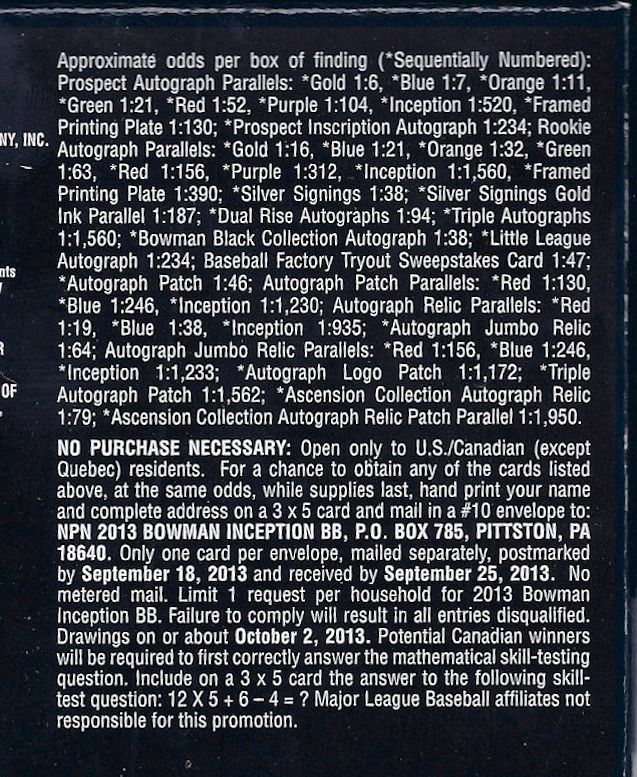 Approximate odds per box of finding (*Sequentially Numbered):
Prospect Autograph Parallels: *Gold 1:6, *Blue 1:7, *Orange 1:11,
*Green 1:21, *Red 1:52, *Purple 1:104, *Inception 1:520, *Framed
Printing Plate 1:130; *Prospect Inscription Autograph 1:234; Rookie
NY, INC.
Autograph Parallels: *Gold 1:16, *Blue 1:21, *Orange 1:32, *Green
1:63, *Red 1:156, *Purple 1:312, *Inception 1:1,560, *Framed
Printing Plate 1:390; *Silver Signings 1:38; *Silver Signings Gold
Ink Parallel 1:187; *Dual Rise Autographs 1:94; *Triple Autographs
1:1,560; *Bowman Black Collection Autograph 1:38; *Little League
Autograph 1:234; Baseball Factory Tryout Sweepstakes Card 1:47;
nts
*Autograph Patch 1:46; Autograph Patch Parallels: *Red 1:130,
*Blue 1:246, *Inception 1:1,230; Autograph Relic Parallels: *Red
1:19, *Blue 1:38, *Inception 1:935; *Autograph Jumbo Relic
R
1:64; Autograph Jumbo Relic Parallels: *Red 1:156, *Blue 1:246,
*Inception 1:1,233; *Autograph Logo Patch 1:1,172; *Triple
OF
Autograph Patch 1:1,562; *Ascension Collection Autograph Relic
1:79; *Ascension Collection Autograph Relic Patch Parallel 1:1,950.
NO PURCHASE NECESSARY: Open only to U.S./Canadian (except
Quebec) residents. For a chance to obtain any of the cards listed
above, at the same odds, while supplies last, hand print your name
and complete address on a 3 x 5 card and mail in a #10 envelope to:
NPN 2013 BOWMAN INCEPTION BB, P.O. BOX 785, PITTSTON, PA
18640. Only one card per envelope, mailed separately, postmarked
by September 18, 2013 and received by September 25, 2013. No
metered mail. Limit 1 request per household for 2013 Bowman
Inception BB. Failure to comply will result in all entries disqualified.
Drawings on or about October 2, 2013. Potential Canadian winners
will be required to first correctly answer the mathematical skill-testing
question. Include on a 3 x 5 card the answer to the following skill-
test question: 12 X 5 + 6 – 4 = ? Major League Baseball affiliates not
responsible for this promotion.